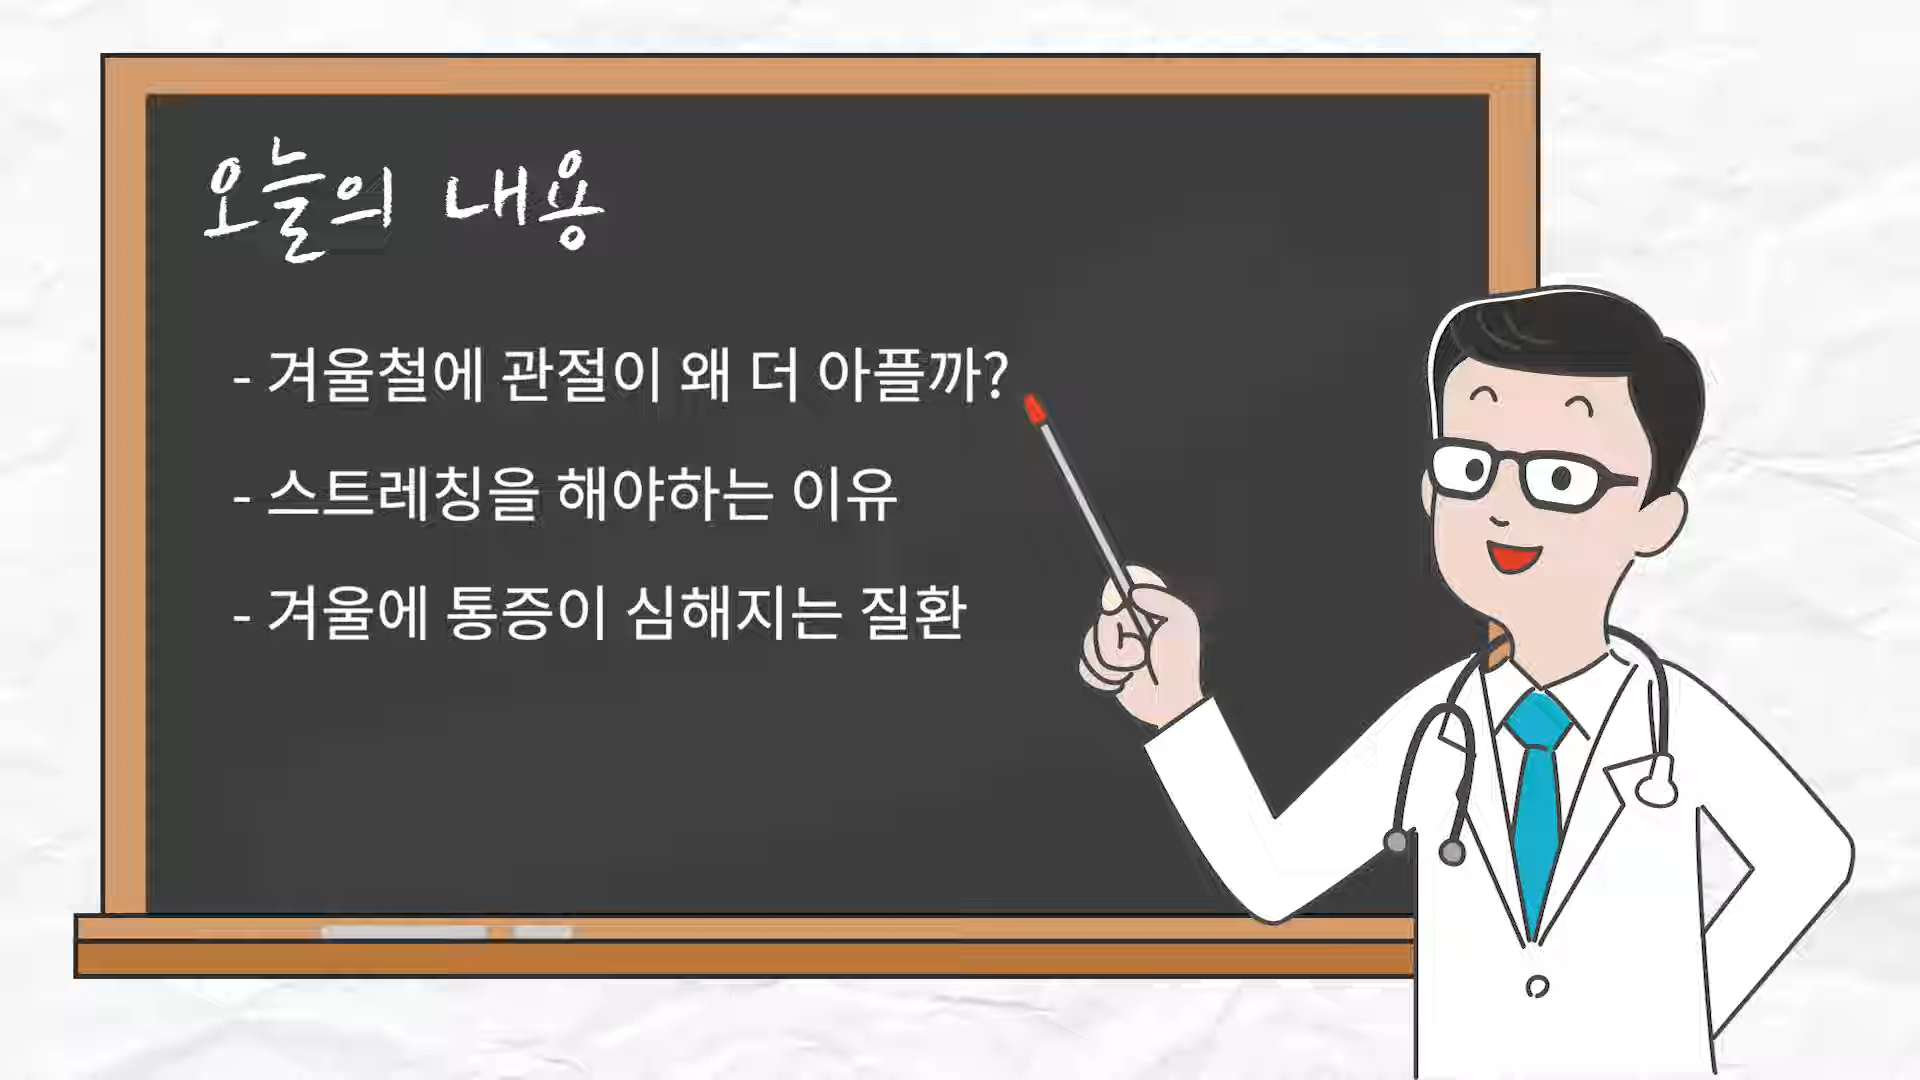 오늘의 내용
- 겨울철에 관절이 왜 더 아플까?
- 스트레칭을 해야하는 이유
- 겨울에 통증이 심해지는 질환